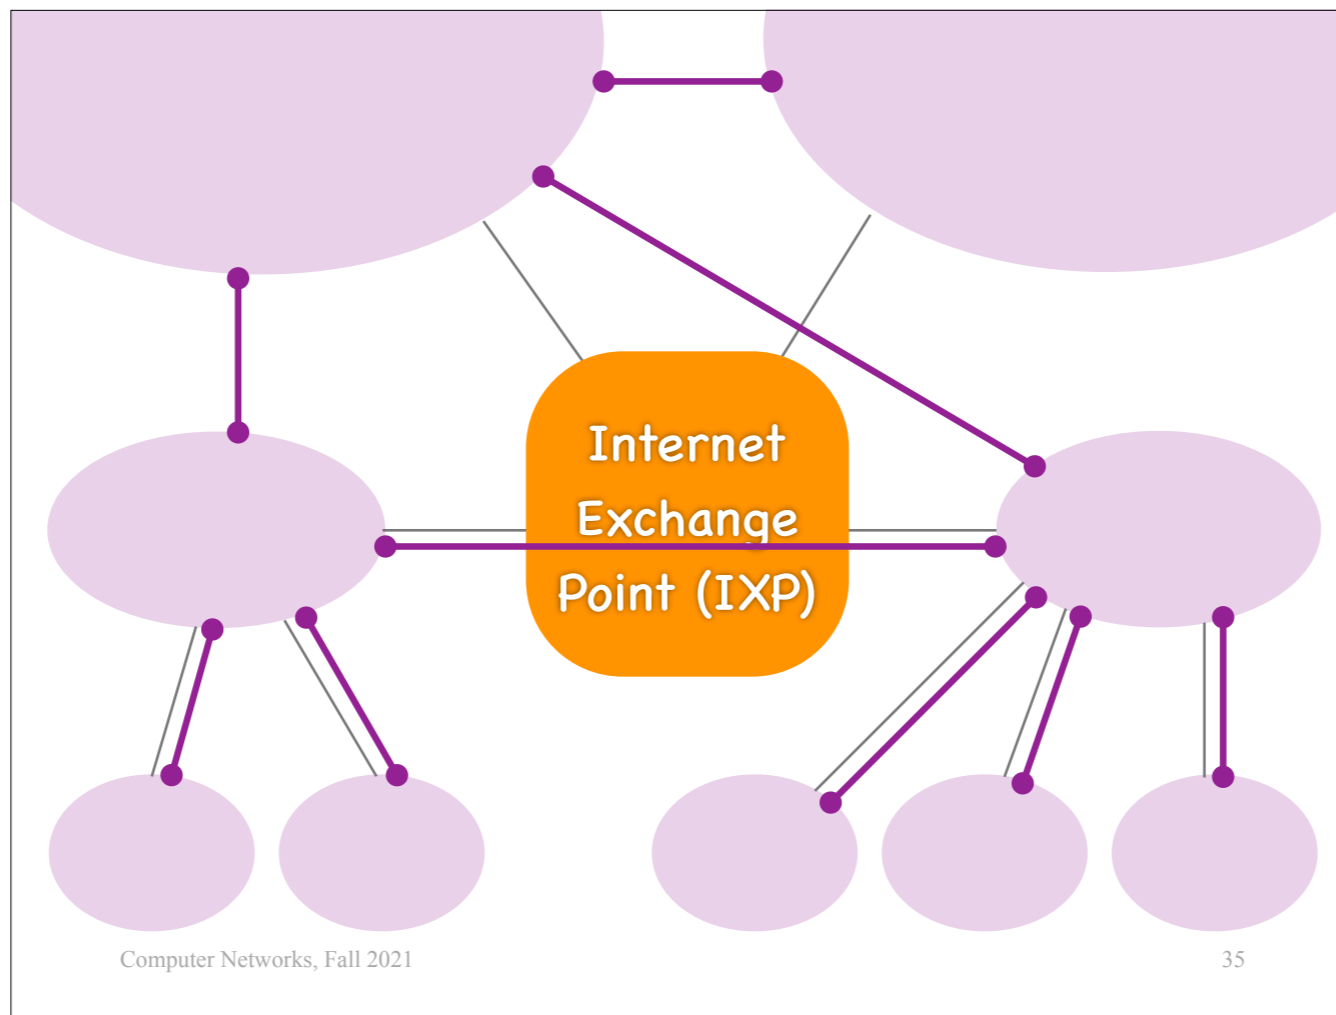 Internet
Exchange
Point (IXP)
Computer Networks, Fall 2021
35